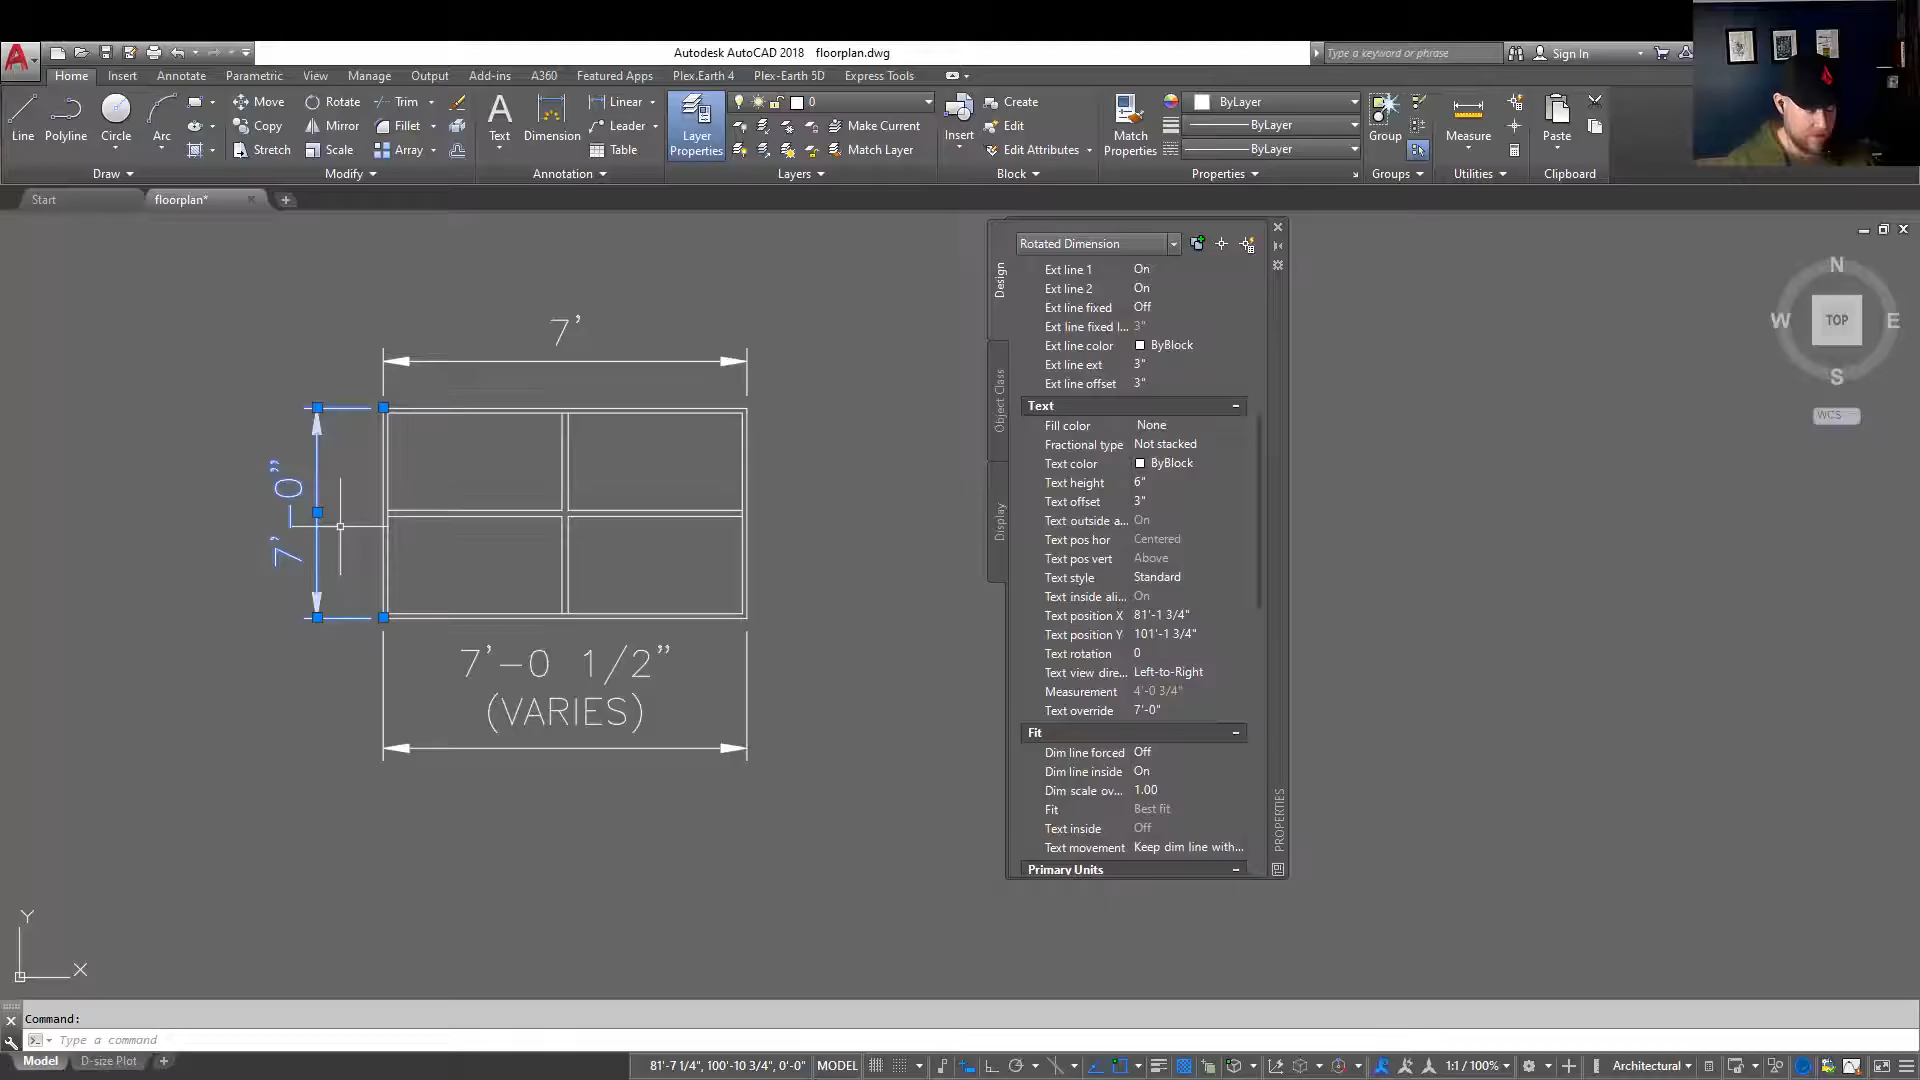 Autodesk AutoCAD 2018 floorplan.dwg
Type a keyword or phrase
Sign In
Home Insert Annotate Parametric View Manage Output Add-ins A360 Featured Apps Plex.Earth 4 Plex-Earth 5D Express Tools
Line Polyline Circle Arc
Move Rotate Trim
Copy Mirror Fillet
Stretch Scale Array
Text Dimension
Linear
Leader
Table
Layer Properties
0
Make Current
Match Layer
Insert
Create
Edit
Edit Attributes
Match Properties
ByLayer
ByLayer
ByLayer
Group
Measure
Paste
Draw Modify Annotation Layers Block Properties Groups Utilities Clipboard
Start floorplan*
7'
7'-0"
7'-0 1/2"
(VARIES)
Rotated Dimension
Design
Object Class
Display
PROPERTIES
Ext line 1 On
Ext line 2 On
Ext line fixed Off
Ext line fixed l... 3"
Ext line color ByBlock
Ext line ext 3"
Ext line offset 3"
Text
Fill color None
Fractional type Not stacked
Text color ByBlock
Text height 6"
Text offset 3"
Text outside a... On
Text pos hor Centered
Text pos vert Above
Text style Standard
Text inside ali... On
Text position X 81'-1 3/4"
Text position Y 101'-1 3/4"
Text rotation 0
Text view dire... Left-to-Right
Measurement 4'-0 3/4"
Text override 7'-0"
Fit
Dim line forced Off
Dim line inside On
Dim scale ov... 1.00
Fit Best fit
Text inside Off
Text movement Keep dim line with...
Primary Units
N
W TOP E
S
WCS
Y
X
Command:
Type a command
Model D-size Plot
81'-7 1/4", 100'-10 3/4", 0'-0" MODEL 1:1 / 100% Architectural